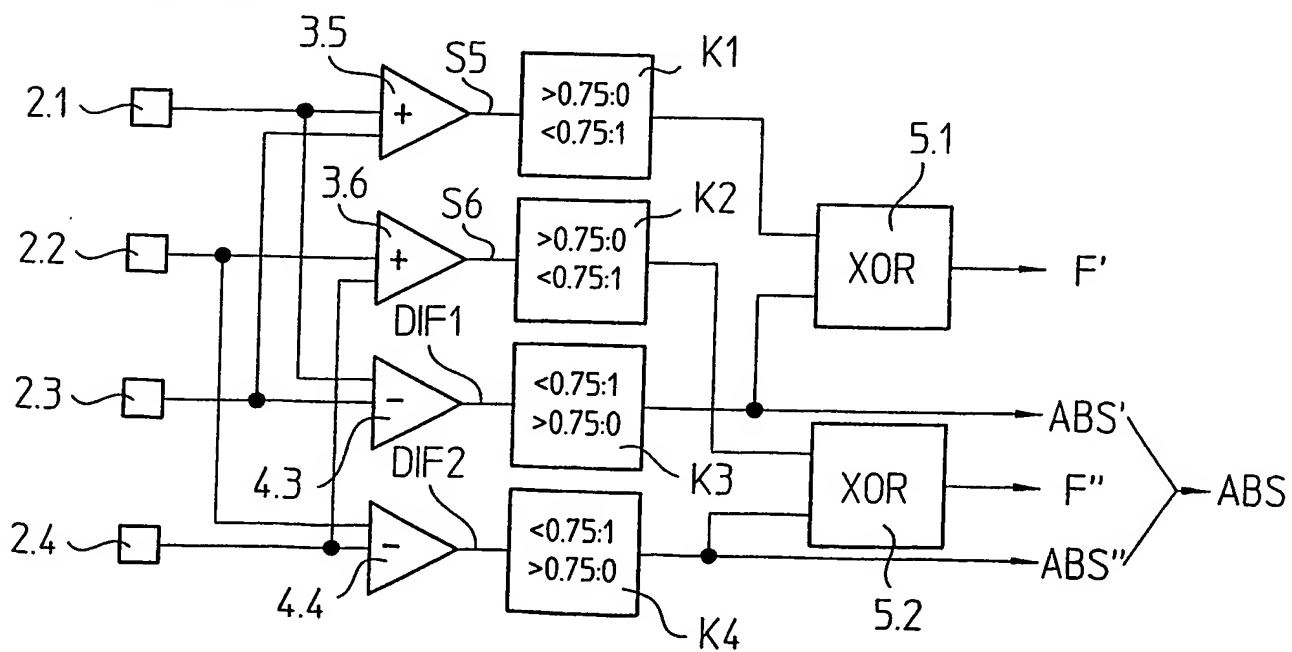 3.5
S5
K1
2.1
+
>0.75:0
<0.75:1
5.1
3.6
S6
K2
2.2
+
>0.75:0
<0.75:1
XOR
F'
DIF1
2.3
-
<0.75:1
>0.75:0
ABS'
4.3
DIF2
K3
XOR
F"
ABS
2.4
-
<0.75:1
>0.75:0
ABS"
4.4
K4
5.2